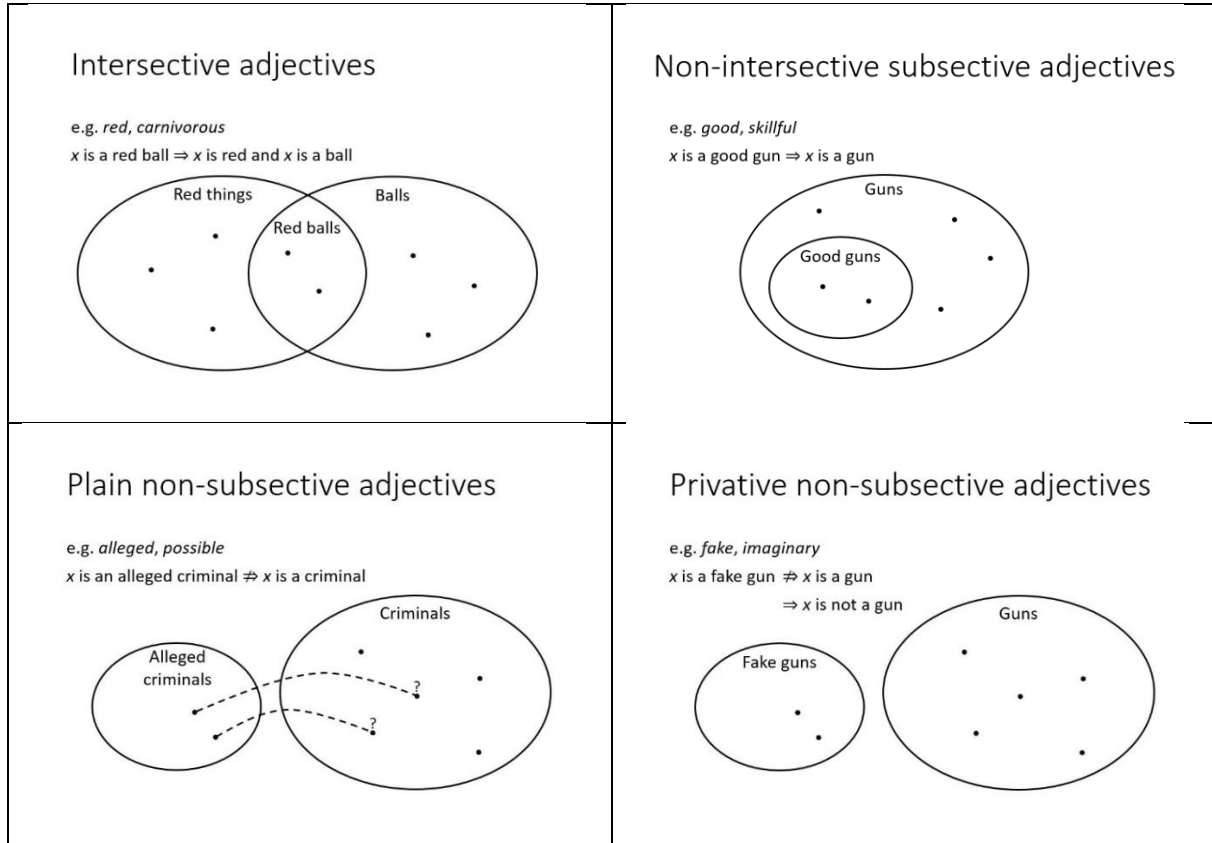 Intersective adjectives
e.g. red, carnivorous
x is a red ball ⇒ x is red and x is a ball
Red things
Balls
Red balls
Non-intersective subsective adjectives
e.g. good, skillful
x is a good gun ⇒ x is a gun
Guns
Good guns
Plain non-subsective adjectives
e.g. alleged, possible
x is an alleged criminal ⇏ x is a criminal
Criminals
Alleged
criminals
?
?
Privative non-subsective adjectives
e.g. fake, imaginary
x is a fake gun ⇏ x is a gun
⇒ x is not a gun
Guns
Fake guns